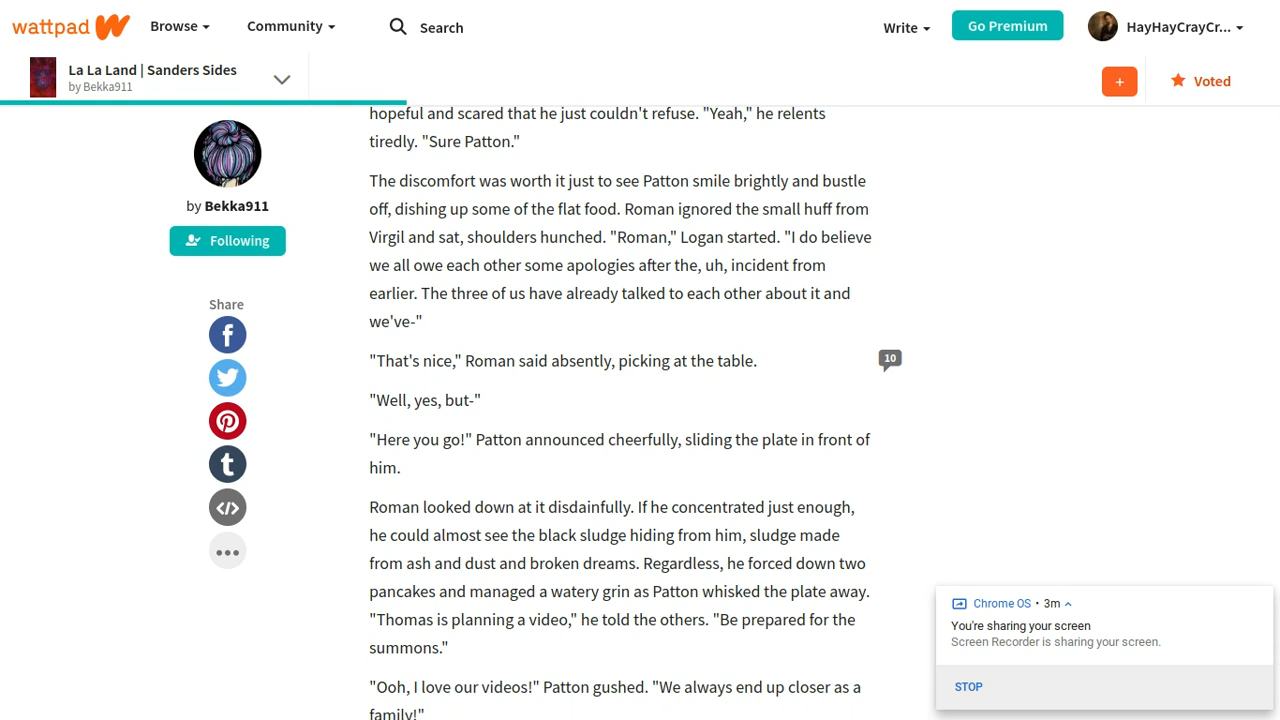 wattpad
Browse
Community
Search
Write
Go Premium
HayHayCrayCr...
La La Land | Sanders Sides
by Bekka911
+
Voted
by Bekka911
Following
Share
hopeful and scared that he just couldn't refuse. "Yeah," he relents
tiredly. "Sure Patton."
The discomfort was worth it just to see Patton smile brightly and bustle
off, dishing up some of the flat food. Roman ignored the small huff from
Virgil and sat, shoulders hunched. "Roman," Logan started. "I do believe
we all owe each other some apologies after the, uh, incident from
earlier. The three of us have already talked to each other about it and
we've-"
"That's nice," Roman said absently, picking at the table.
10
"Well, yes, but-"
"Here you go!" Patton announced cheerfully, sliding the plate in front of
him.
Roman looked down at it disdainfully. If he concentrated just enough,
he could almost see the black sludge hiding from him, sludge made
from ash and dust and broken dreams. Regardless, he forced down two
pancakes and managed a watery grin as Patton whisked the plate away.
"Thomas is planning a video," he told the others. "Be prepared for the
summons."
"Ooh, I love our videos!" Patton gushed. "We always end up closer as a
family!"
Chrome OS • 3m
You're sharing your screen
Screen Recorder is sharing your screen.
STOP